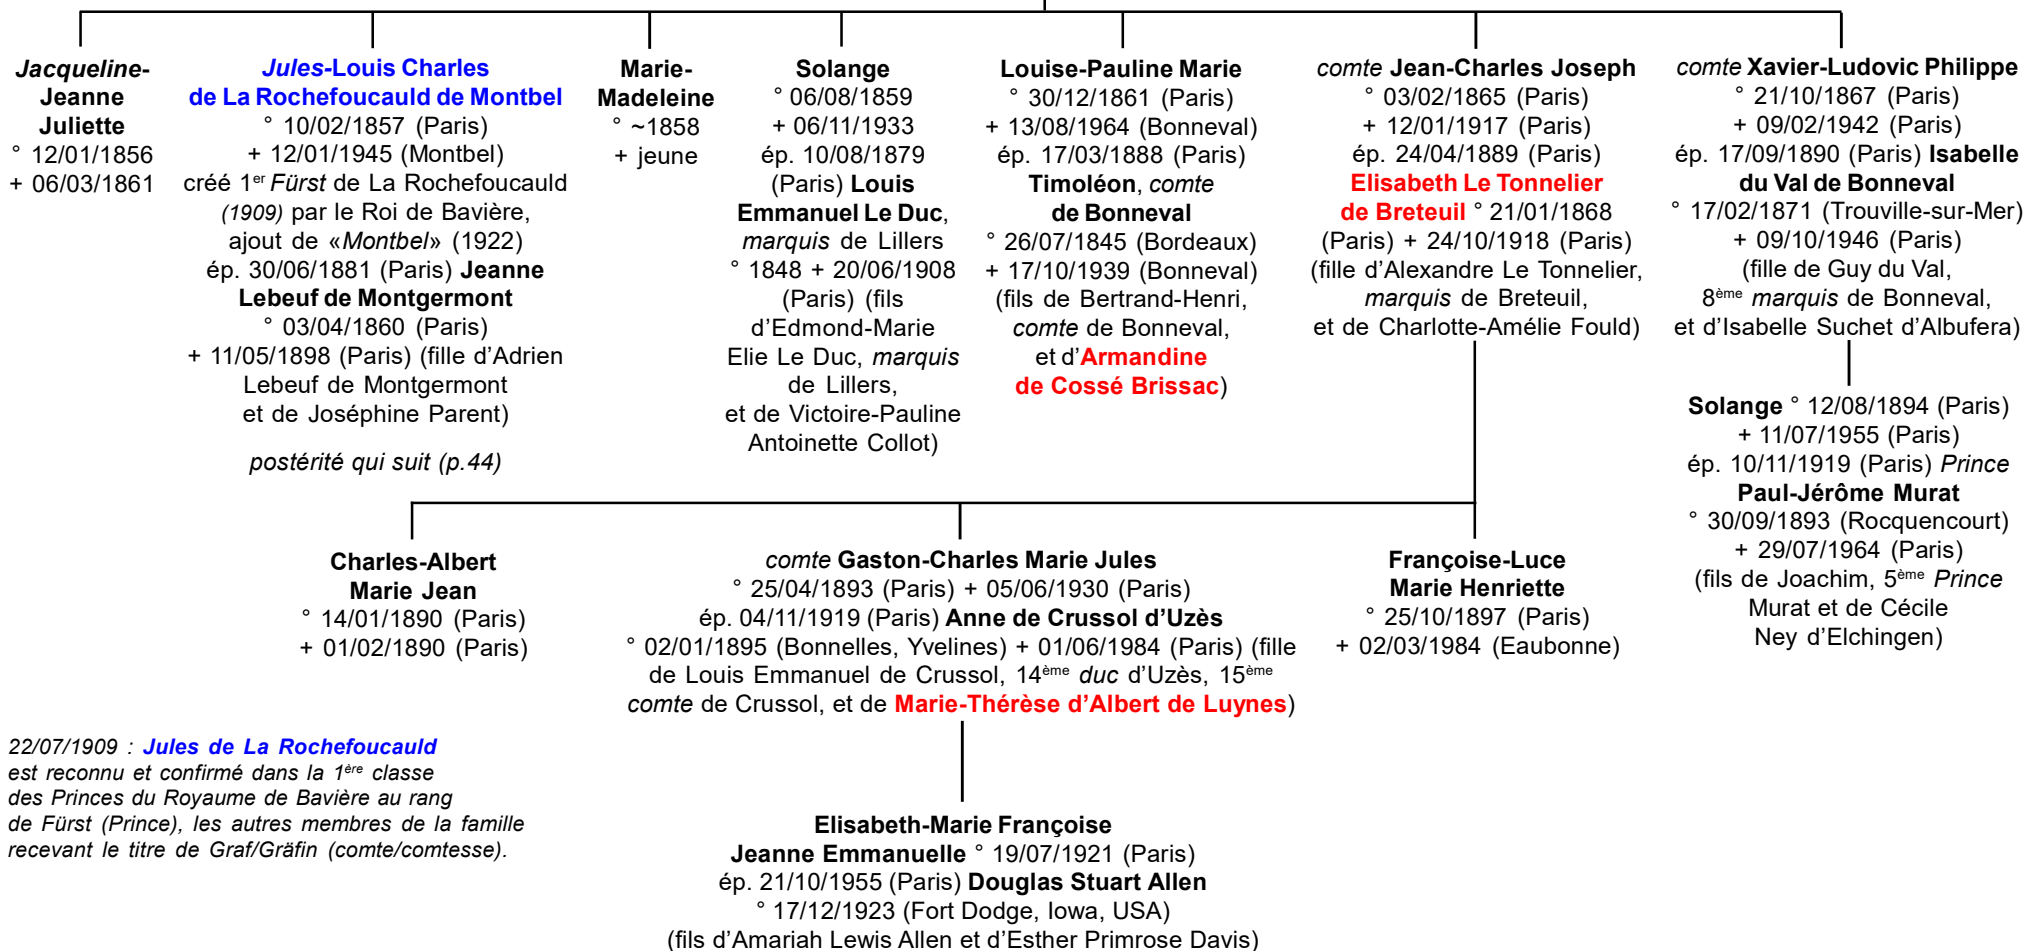 Jacqueline-
Jeanne
Juliette
° 12/01/1856
+ 06/03/1861
Jules-Louis Charles
de La Rochefoucauld de Montbel
° 10/02/1857 (Paris)
+ 12/01/1945 (Montbel)
créé 1er Fürst de La Rochefoucauld
(1909) par le Roi de Bavière,
ajout de «Montbel» (1922)
ép. 30/06/1881 (Paris) Jeanne
Lebeuf de Montgermont
° 03/04/1860 (Paris)
+ 11/05/1898 (Paris) (fille d'Adrien
Lebeuf de Montgermont
et de Joséphine Parent)
postérité qui suit (p.44)
Marie-
Madeleine
° ~1858
+ jeune
Solange
° 06/08/1859
+ 06/11/1933
ép. 10/08/1879
(Paris) Louis
Emmanuel Le Duc,
marquis de Lillers
° 1848 + 20/06/1908
(Paris) (fils
d'Edmond-Marie
Elie Le Duc, marquis
de Lillers,
et de Victoire-Pauline
Antoinette Collot)
Louise-Pauline Marie
° 30/12/1861 (Paris)
+ 13/08/1964 (Bonneval)
ép. 17/03/1888 (Paris)
Timoléon, comte
de Bonneval
° 26/07/1845 (Bordeaux)
+ 17/10/1939 (Bonneval)
(fils de Bertrand-Henri,
comte de Bonneval,
et d'Armandine
de Cossé Brissac)
comte Jean-Charles Joseph
° 03/02/1865 (Paris)
+ 12/01/1917 (Paris)
ép. 24/04/1889 (Paris)
Elisabeth Le Tonnelier
de Breteuil ° 21/01/1868
(Paris) + 24/10/1918 (Paris)
(fille d'Alexandre Le Tonnelier,
marquis de Breteuil,
et de Charlotte-Amélie Fould)
comte Xavier-Ludovic Philippe
° 21/10/1867 (Paris)
+ 09/02/1942 (Paris)
ép. 17/09/1890 (Paris) Isabelle
du Val de Bonneval
° 17/02/1871 (Trouville-sur-Mer)
+ 09/10/1946 (Paris)
(fille de Guy du Val,
8ème marquis de Bonneval,
et d'Isabelle Suchet d'Albufera)
Solange ° 12/08/1894 (Paris)
+ 11/07/1955 (Paris)
ép. 10/11/1919 (Paris) Prince
Paul-Jérôme Murat
° 30/09/1893 (Rocquencourt)
+ 29/07/1964 (Paris)
(fils de Joachim, 5ème Prince
Murat et de Cécile
Ney d'Elchingen)
Charles-Albert
Marie Jean
° 14/01/1890 (Paris)
+ 01/02/1890 (Paris)
comte Gaston-Charles Marie Jules
° 25/04/1893 (Paris) + 05/06/1930 (Paris)
ép. 04/11/1919 (Paris) Anne de Crussol d'Uzès
° 02/01/1895 (Bonnelles, Yvelines) + 01/06/1984 (Paris) (fille
de Louis Emmanuel de Crussol, 14ème duc d'Uzès, 15ème
comte de Crussol, et de Marie-Thérèse d'Albert de Luynes)
Françoise-Luce
Marie Henriette
° 25/10/1897 (Paris)
+ 02/03/1984 (Eaubonne)
22/07/1909 : Jules de La Rochefoucauld
est reconnu et confirmé dans la 1ère classe
des Princes du Royaume de Bavière au rang
de Fürst (Prince), les autres membres de la famille
recevant le titre de Graf/Gräfin (comte/comtesse).
Elisabeth-Marie Françoise
Jeanne Emmanuelle ° 19/07/1921 (Paris)
ép. 21/10/1955 (Paris) Douglas Stuart Allen
° 17/12/1923 (Fort Dodge, Iowa, USA)
(fils d'Amariah Lewis Allen et d'Esther Primrose Davis)